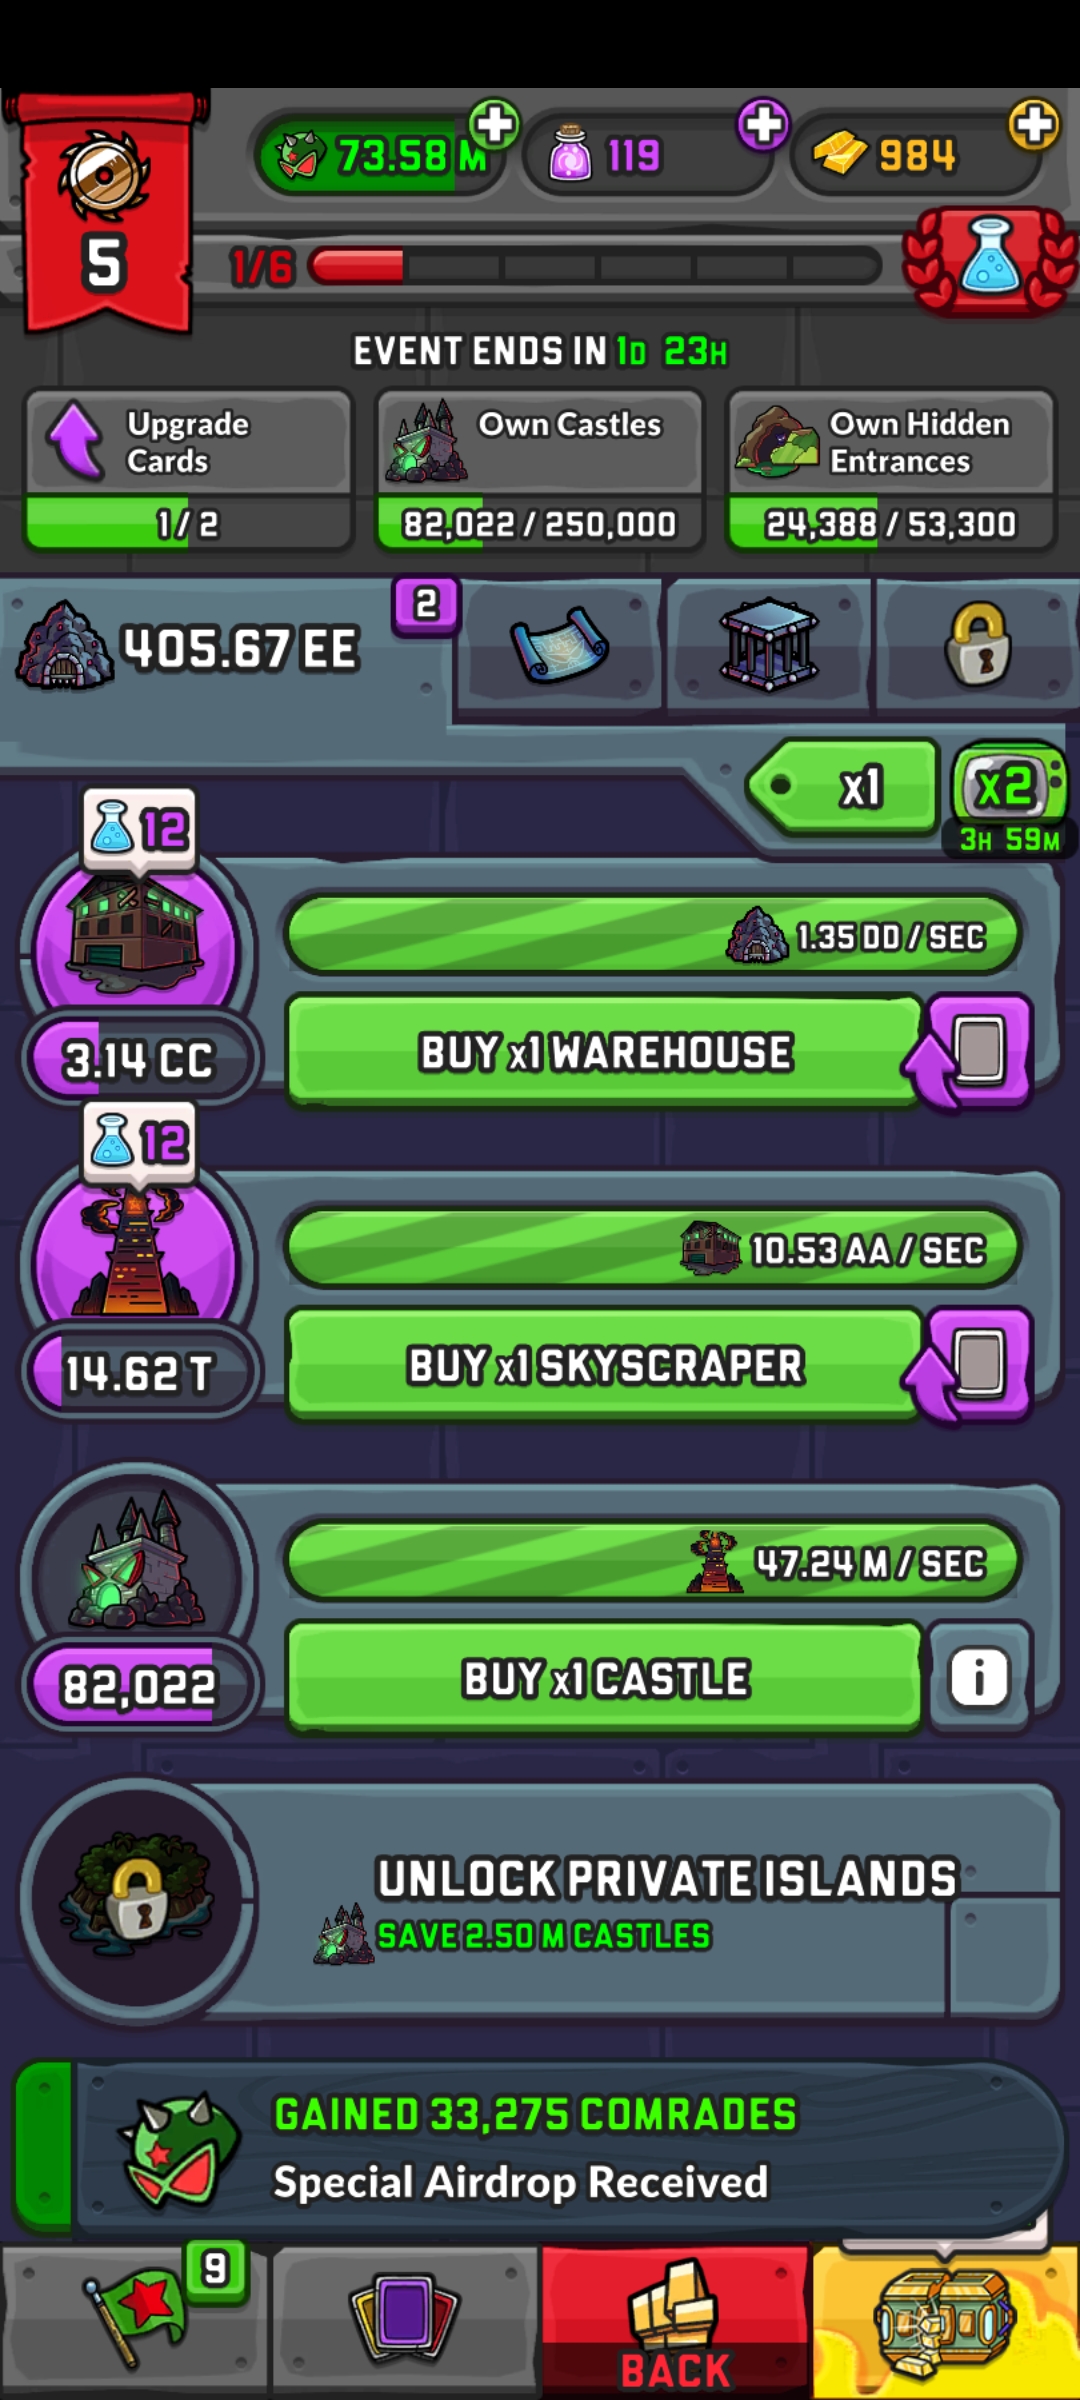 73.58 M
119
984
5
1/6
EVENT ENDS IN 1D 23H
Upgrade Cards
Own Castles
Own Hidden Entrances
1 / 2
82,022 / 250,000
24,388 / 53,300
405.67 EE
2
x1
x2
3H 59M
12
1.35 DD / SEC
BUY x1 WAREHOUSE
3.14 CC
12
10.53 AA / SEC
BUY x1 SKYSCRAPER
14.62 T
47.24 M / SEC
BUY x1 CASTLE
i
82,022
UNLOCK PRIVATE ISLANDS
SAVE 2.50 M CASTLES
GAINED 33,275 COMRADES
Special Airdrop Received
9
BACK